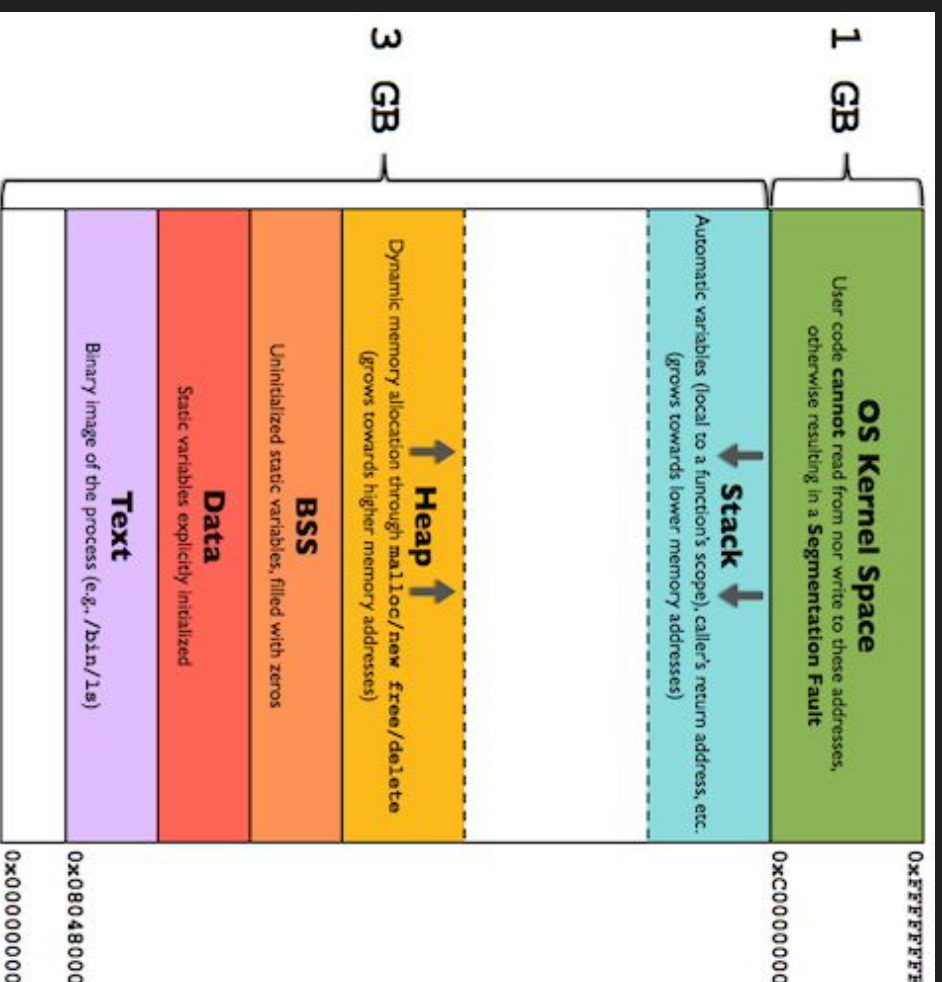 1 GB
OS Kernel Space
User code cannot read from nor write to these addresses,
otherwise resulting in a Segmentation Fault
0xFFFFFFFF
0xC0000000
3 GB
Stack
Automatic variables (local to a function's scope), caller's return address, etc.
(grows towards lower memory addresses)
Heap
Dynamic memory allocation through malloc/new free/delete
(grows towards higher memory addresses)
BSS
Uninitialized static variables, filled with zeros
Data
Static variables explicitly initialized
Text
Binary image of the process (e.g., /bin/ls)
0x08048000
0x00000000